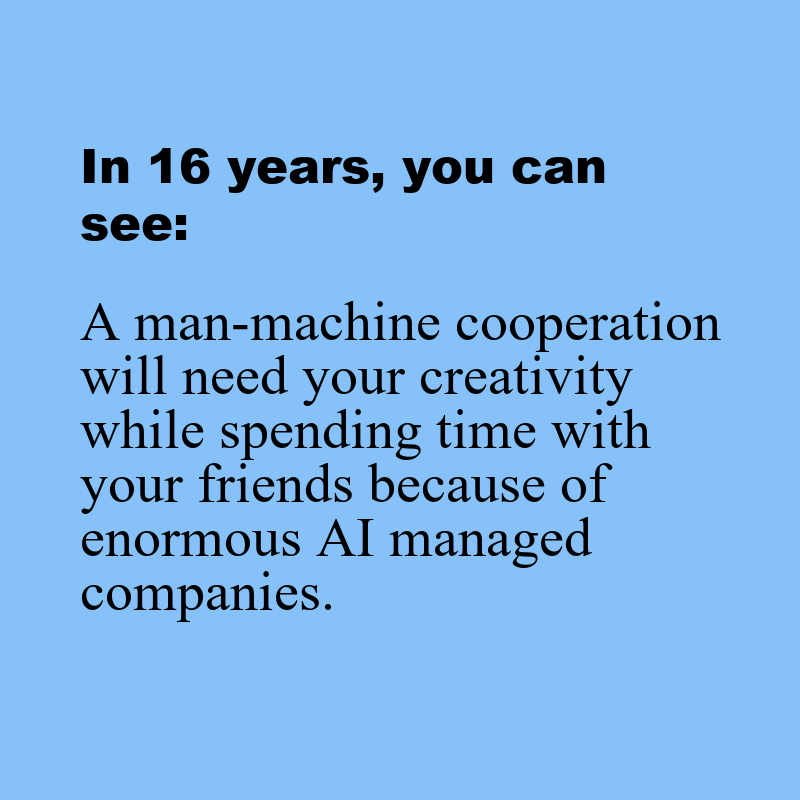 In 16 years, you can
see:
A man-machine cooperation
will need your creativity
while spending time with
your friends because of
enormous AI managed
companies.